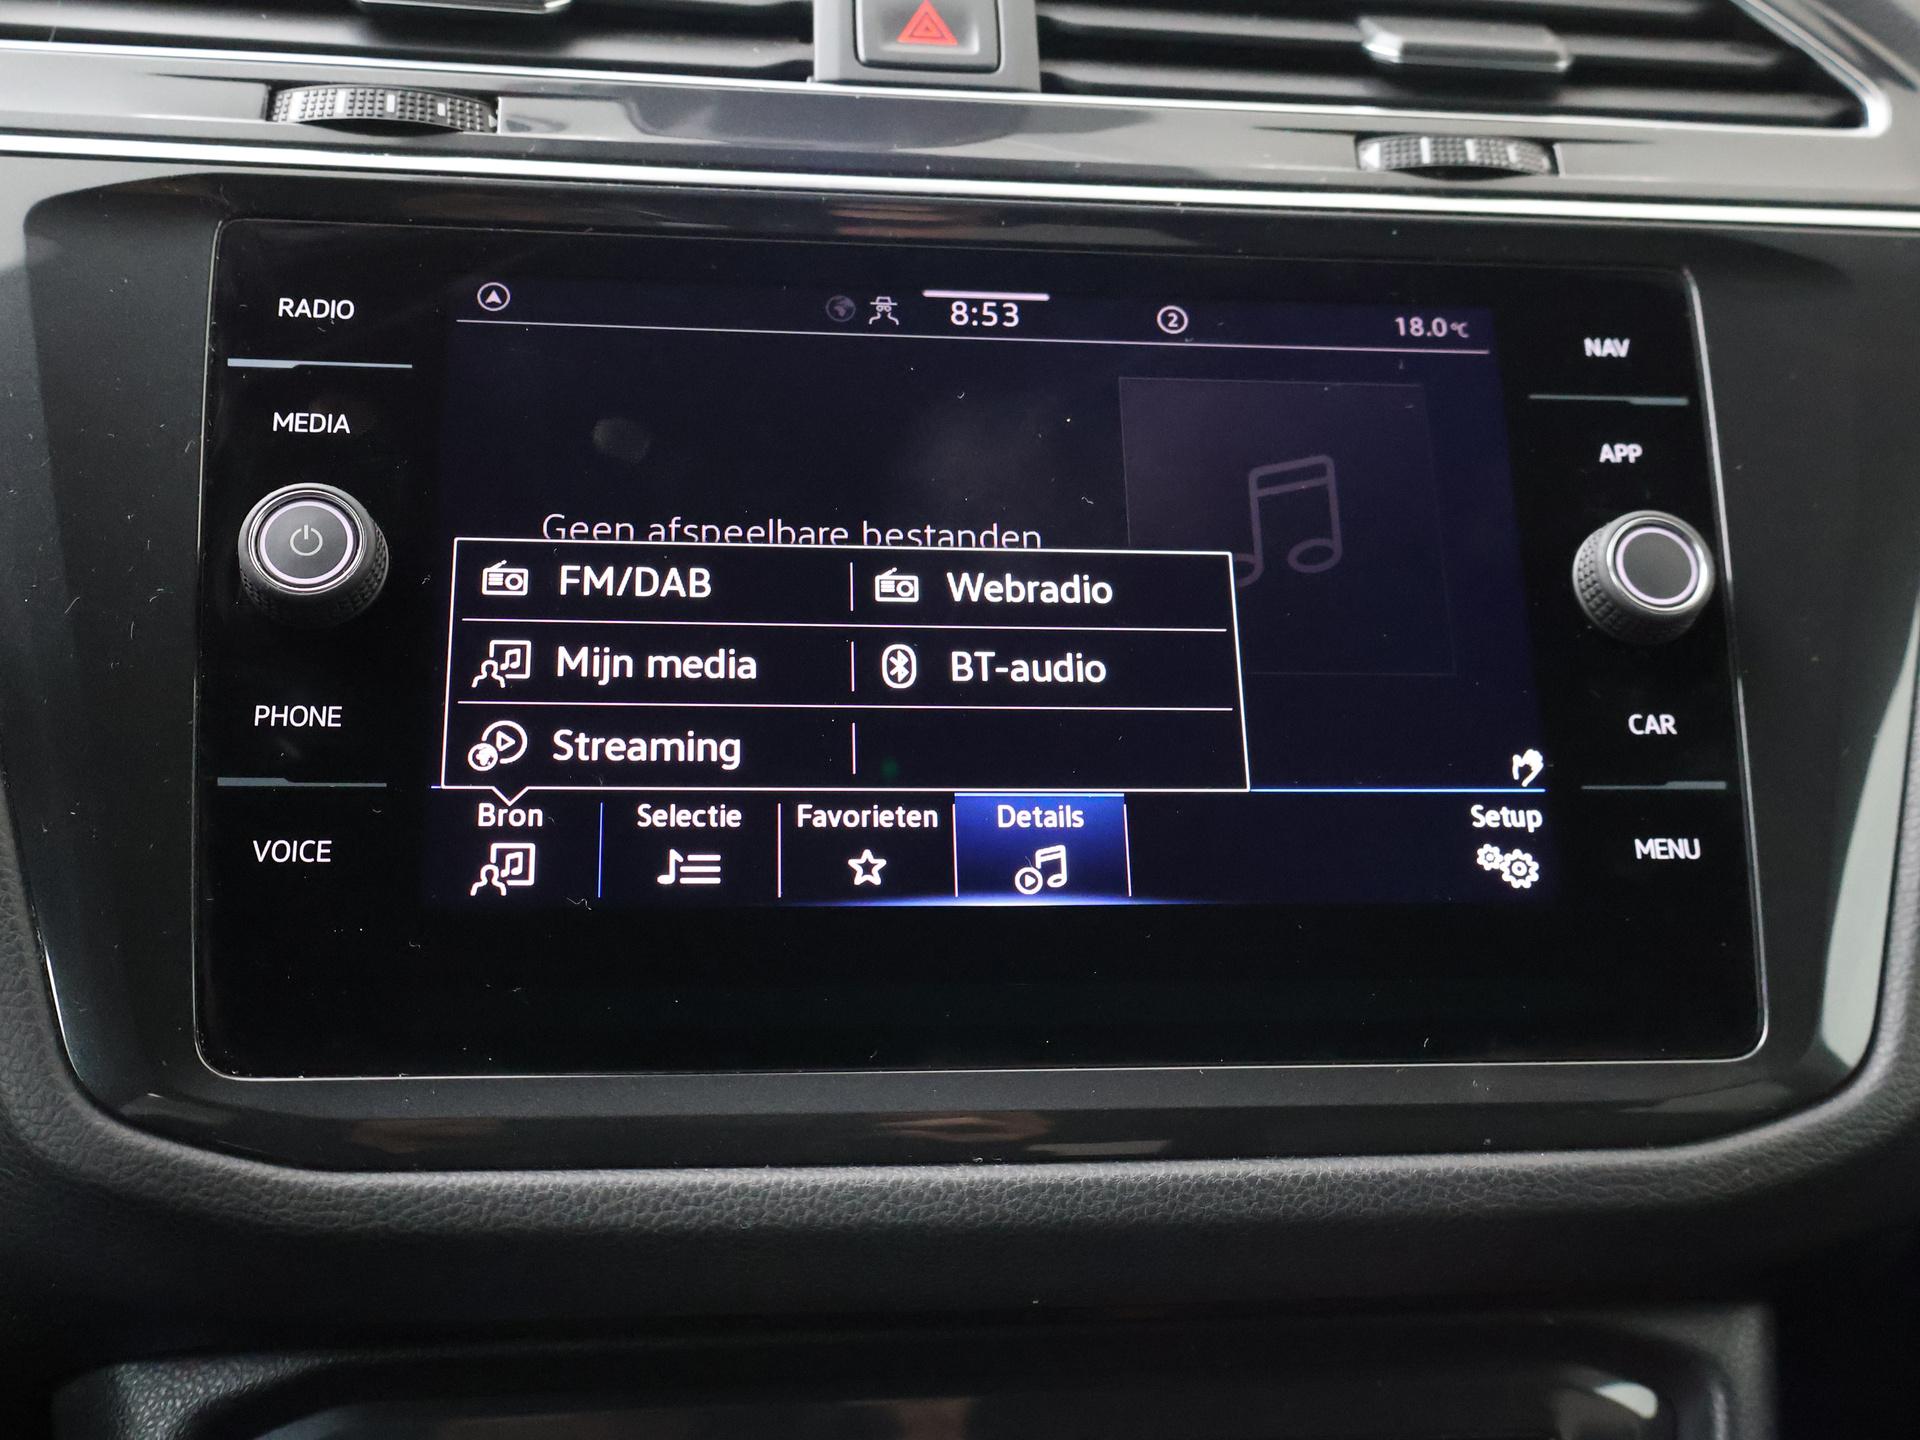 RADIO
MEDIA
PHONE
VOICE
8:53
2
18.0°C
Geen afspeelbare bestanden
FM/DAB
Webradio
Mijn media
BT-audio
Streaming
Bron
Selectie
Favorieten
Details
Setup
NAV
APP
CAR
MENU